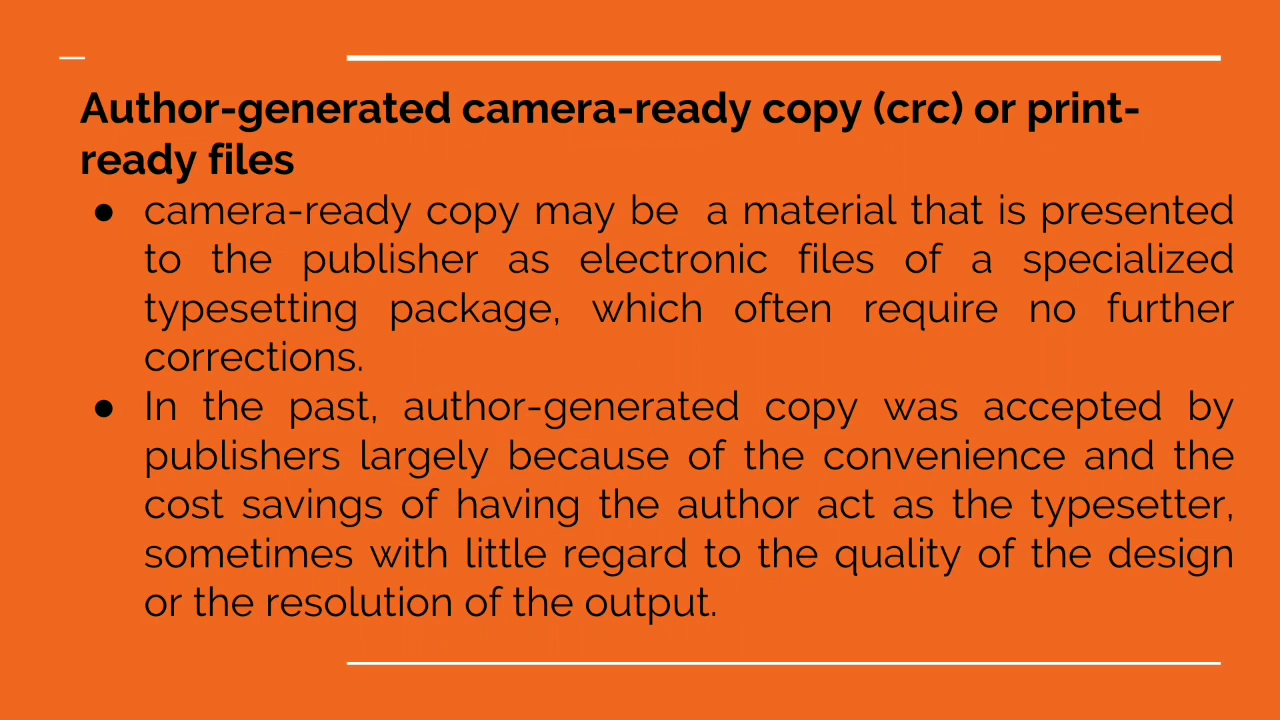 Author-generated camera-ready copy (crc) or print-
ready files
● camera-ready copy may be  a material that is presented
to the publisher as electronic files of a specialized
typesetting package, which often require no further
corrections.
● In the past, author-generated copy was accepted by
publishers largely because of the convenience and the
cost savings of having the author act as the typesetter,
sometimes with little regard to the quality of the design
or the resolution of the output.